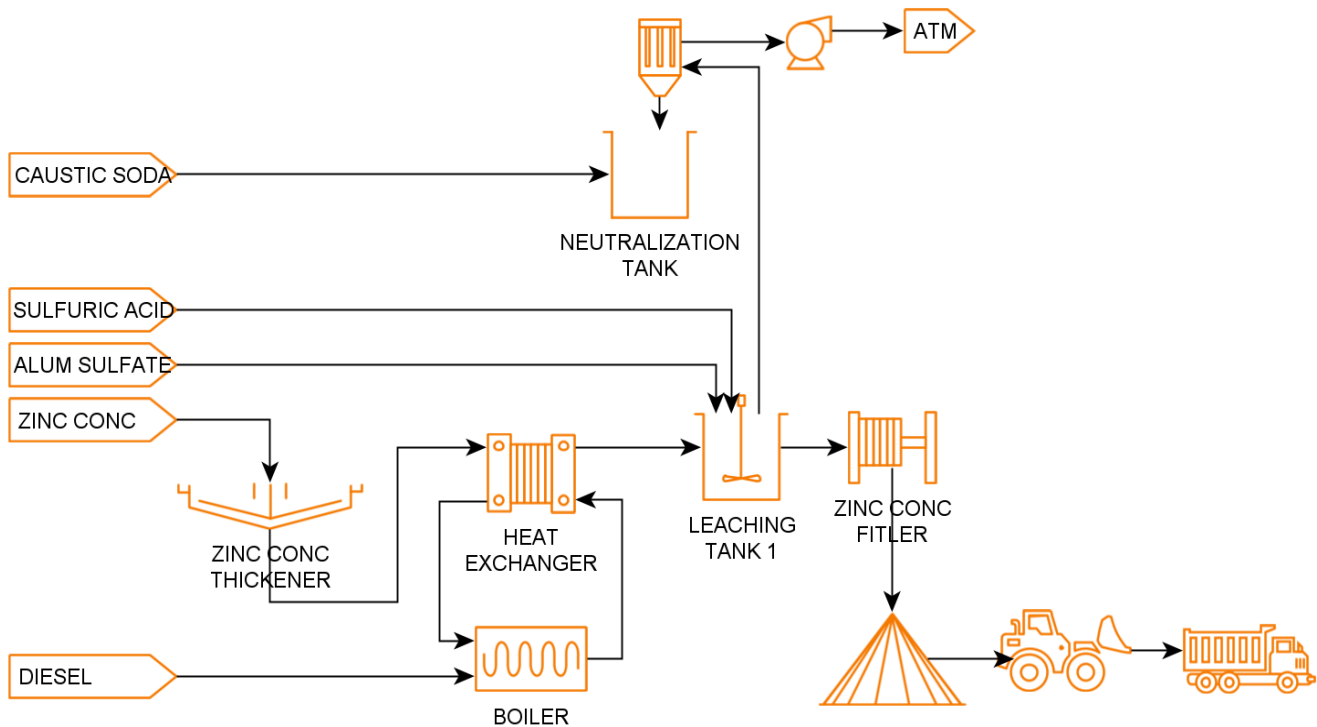 ATM
CAUSTIC SODA
NEUTRALIZATION
TANK
SULFURIC ACID
ALUM SULFATE
ZINC CONC
HEAT
EXCHANGER
LEACHING
TANK 1
ZINC CONC
FITLER
ZINC CONC
THICKENER
DIESEL
BOILER